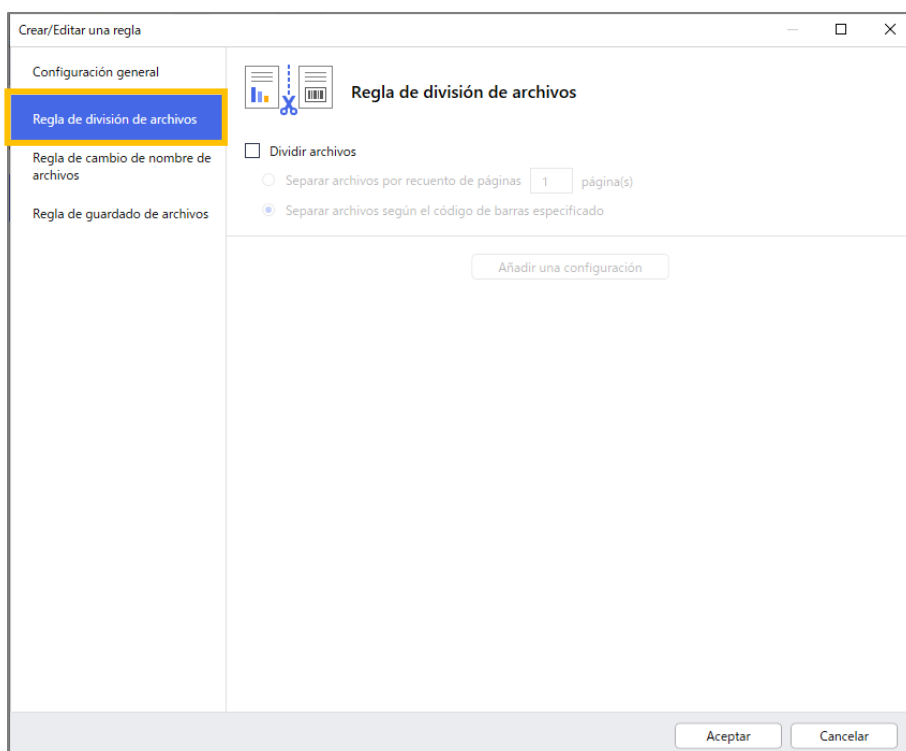 Crear/Editar una regla
Configuración general
Regla de división de archivos
Regla de cambio de nombre de
archivos
Regla de guardado de archivos
Regla de división de archivos
Dividir archivos
Separar archivos por recuento de páginas 1 página(s)
Separar archivos según el código de barras especificado
Añadir una configuración
Aceptar Cancelar